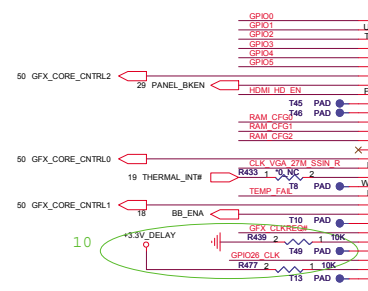 GPIO0
GPIO1
GPIO2
GPIO3
GPIO4
GPIO5
50 GFX_CORE_CNTRL2
29 PANEL_BKEN
HDMI HD_EN
T45 PAD
T46 PAD
RAM_CFG0
RAM_CFG1
RAM_CFG2
50 GFX_CORE_CNTRL0
CLK_VGA_27M_SSIN_R
19 THERMAL_INT#
R433 1 *0_NC 2
T8 PAD
TEMP_FAIL
50 GFX_CORE_CNTRL1
18 BB_ENA
T10 PAD
GFX_CLKREQ#
10
+3.3V_DELAY
R439 2 1 10K
T49 PAD
GPIO26_CLK
R477 2 1 10K
T13 PAD